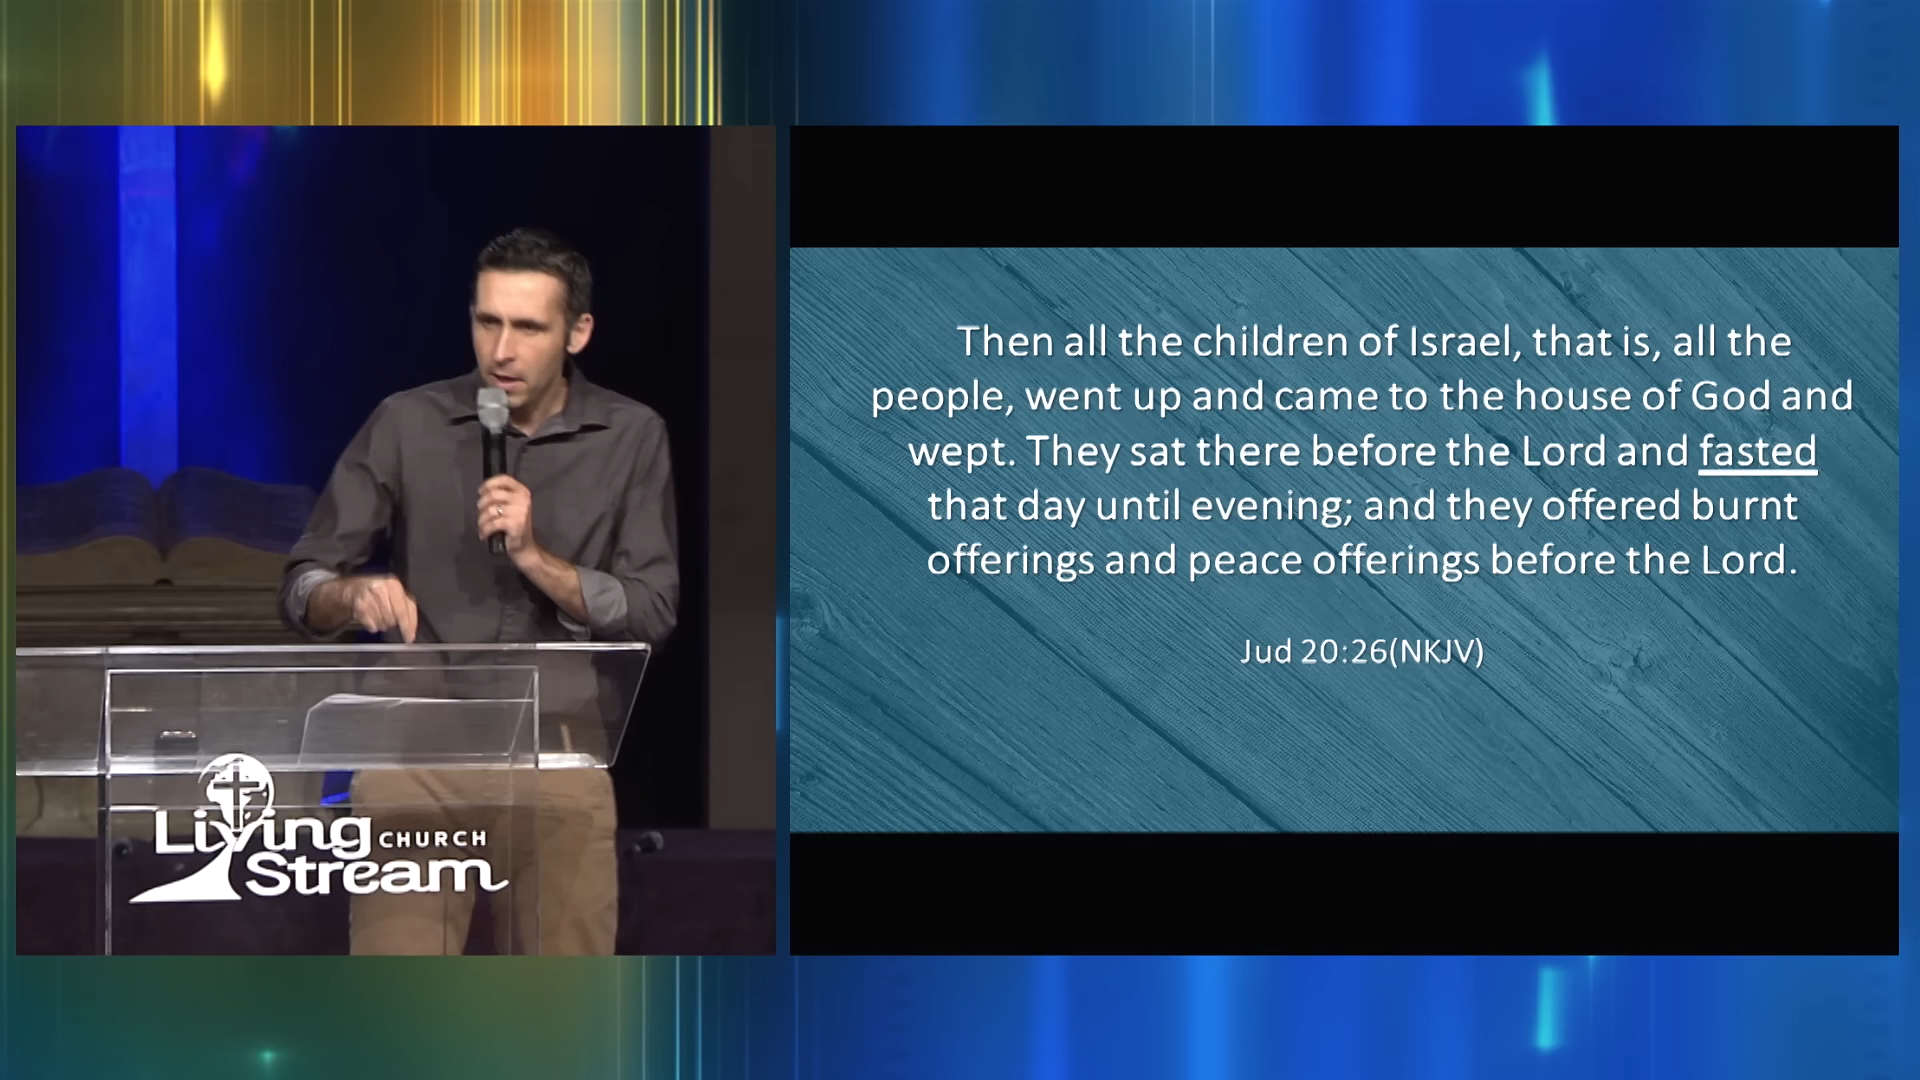 Then all the children of Israel, that is, all the
people, went up and came to the house of God and
wept. They sat there before the Lord and fasted
that day until evening; and they offered burnt
offerings and peace offerings before the Lord.
Jud 20:26(NKJV)
Living CHURCH
Stream